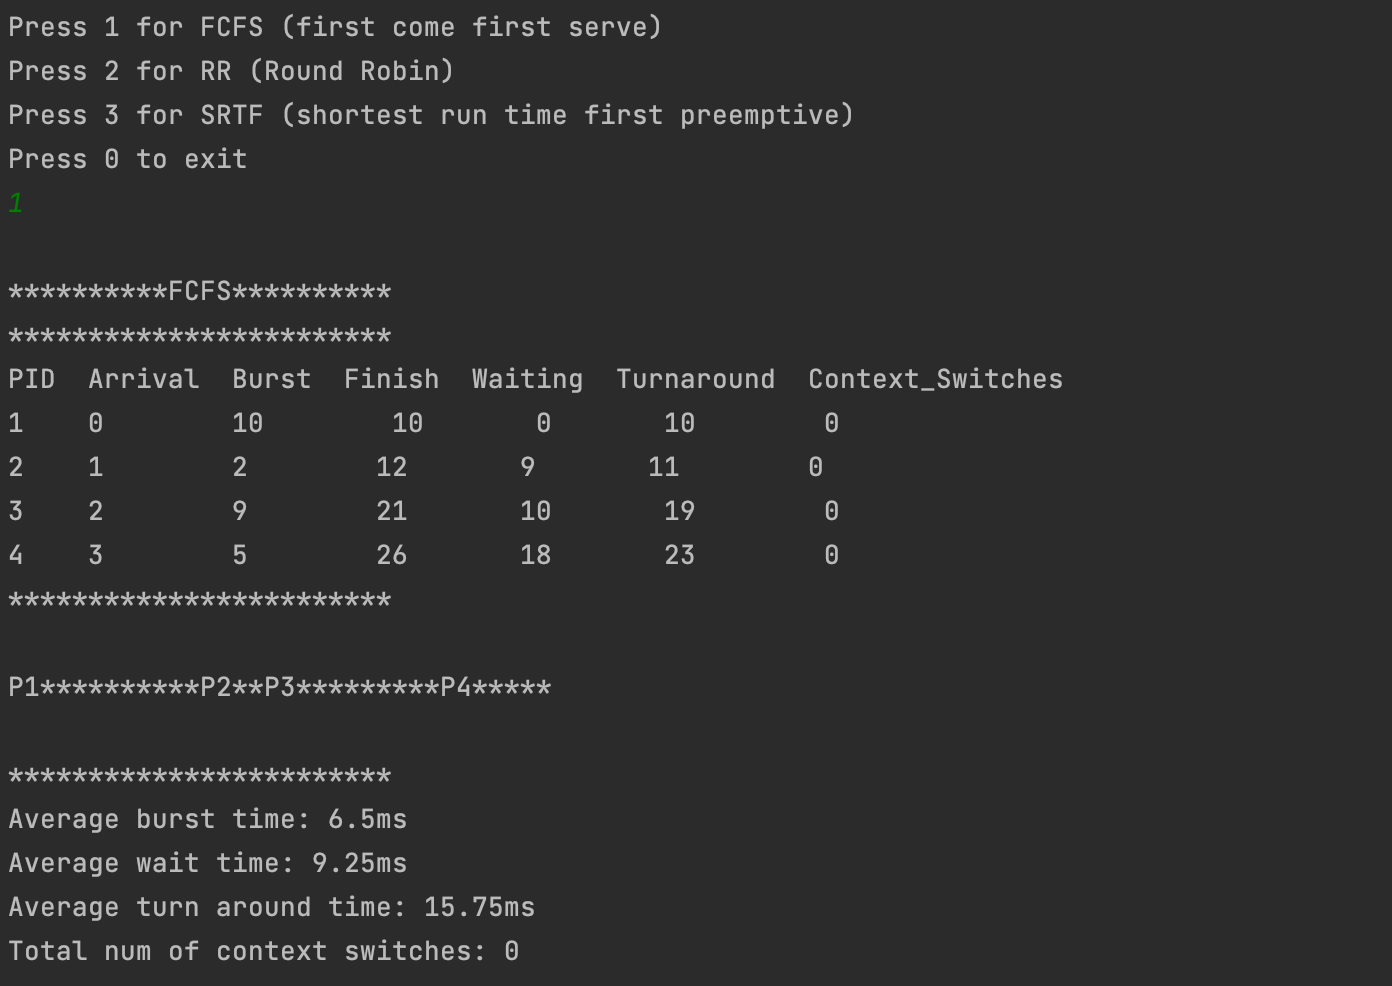 Press 1 for FCFS (first come first serve)
Press 2 for RR (Round Robin)
Press 3 for SRTF (shortest run time first preemptive)
Press 0 to exit
1
**********FCFS**********
************************
PID  Arrival  Burst  Finish  Waiting  Turnaround  Context_Switches
1    0        10        10       0       10        0
2    1        2        12       9       11        0
3    2        9        21       10       19        0
4    3        5        26       18       23        0
************************
P1**********P2**P3*********P4*****
************************
Average burst time: 6.5ms
Average wait time: 9.25ms
Average turn around time: 15.75ms
Total num of context switches: 0